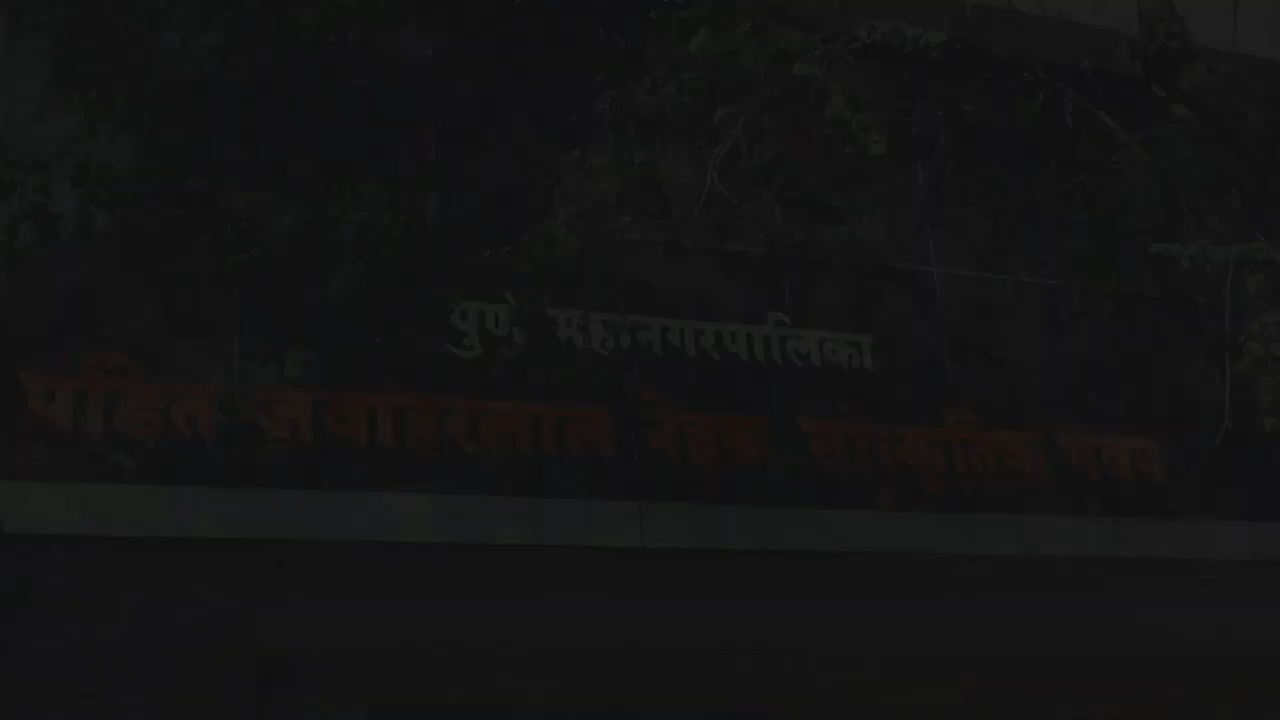 पुणे महानगरपालिका
पंडित जवाहरलाल नेहरू सांस्कृतिक भवन